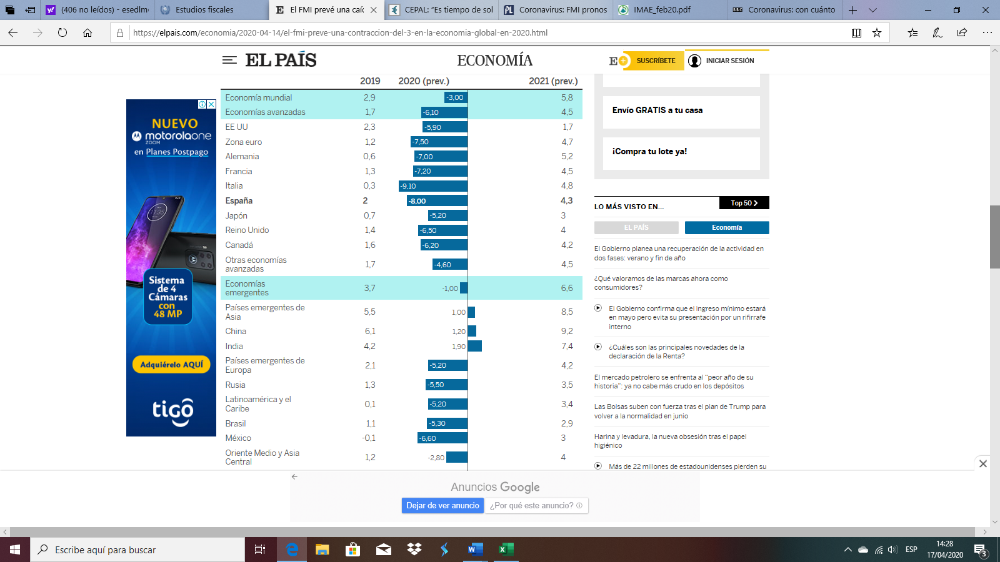 (406 no leídos) - esedlm
Estudios fiscales
El FMI prevé una caíc
CEPAL: “Es tiempo de sol
Coronavirus: FMI pronos
IMAE_feb20.pdf
BBC Coronavirus: con cuánto
https://elpais.com/economia/2020-04-14/el-fmi-preve-una-contraccion-del-3-en-la-economia-global-en-2020.html
EL PAÍS
ECONOMÍA
E+ SUSCRÍBETE
INICIAR SESIÓN
2019 2020 (prev.) 2021 (prev.)
Economía mundial 2,9 -3,00 5,8
Economías avanzadas 1,7 -6,10 4,5
EE UU 2,3 -5,90 1,7
Zona euro 1,2 -7,50 4,7
Alemania 0,6 -7,00 5,2
Francia 1,3 -7,20 4,5
Italia 0,3 -9,10 4,8
España 2 -8,00 4,3
Japón 0,7 -5,20 3
Reino Unido 1,4 -6,50 4
Canadá 1,6 -6,20 4,2
Otras economías
avanzadas 1,7 -4,60 4,5
Economías
emergentes 3,7 -1,00 6,6
Países emergentes de
Asia 5,5 1,00 8,5
China 6,1 1,20 9,2
India 4,2 1,90 7,4
Países emergentes de
Europa 2,1 -5,20 4,2
Rusia 1,3 -5,50 3,5
Latinoamérica y el
Caribe 0,1 -5,20 3,4
Brasil 1,1 -5,30 2,9
México -0,1 -6,60 3
Oriente Medio y Asia
Central 1,2 -2,80 4
NUEVO
motorola one
ZOOM
en Planes Postpago
11:35
Sistema
de 4
Cámaras
con
48 MP
Adquiérelo AQUÍ
tigo
Envío GRATIS a tu casa
¡Compra tu lote ya!
LO MÁS VISTO EN...
Top 50
EL PAÍS
Economía
El Gobierno planea una recuperación de la actividad en
dos fases: verano y fin de año
¿Qué valoramos de las marcas ahora como
consumidores?
El Gobierno confirma que el ingreso mínimo estará
en mayo pero evita su presentación por un rifirrafe
interno
¿Cuáles son las principales novedades de la
declaración de la Renta?
El mercado petrolero se enfrenta al “peor año de su
historia”: ya no cabe más crudo en los depósitos
Las Bolsas suben con fuerza tras el plan de Trump para
volver a la normalidad en junio
Harina y levadura, la nueva obsesión tras el papel
higiénico
Más de 22 millones de estadounidenses pierden su
Anuncios Google
Dejar de ver anuncio
¿Por qué este anuncio?
Escribe aquí para buscar
ESP
14:28
17/04/2020
3